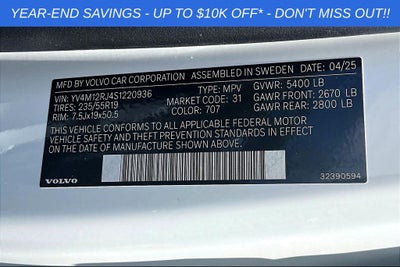 YEAR-END SAVINGS - UP TO $10K OFF* - DON'T MISS OUT!!
MFD BY VOLVO CAR CORPORATION ASSEMBLED IN SWEDEN 04/25
VIN: YV4M12RJ4S1220936 TYPE: MPV GVWR: 5400 LB
TIRES: 235/55R19 MARKET CODE: 31 GAWR FRONT: 2670 LB
RIM: 7.5Jx19x50.5 COLOR: 707 GAWR REAR: 2800 LB
THIS VEHICLE CONFORMS TO ALL APPLICABLE FEDERAL MOTOR
VEHICLE SAFETY AND THEFT PREVENTION STANDARDS IN EFFECT
ON THE DATE OF MANUFACTURE SHOWN ABOVE.
VOLVO 32390594